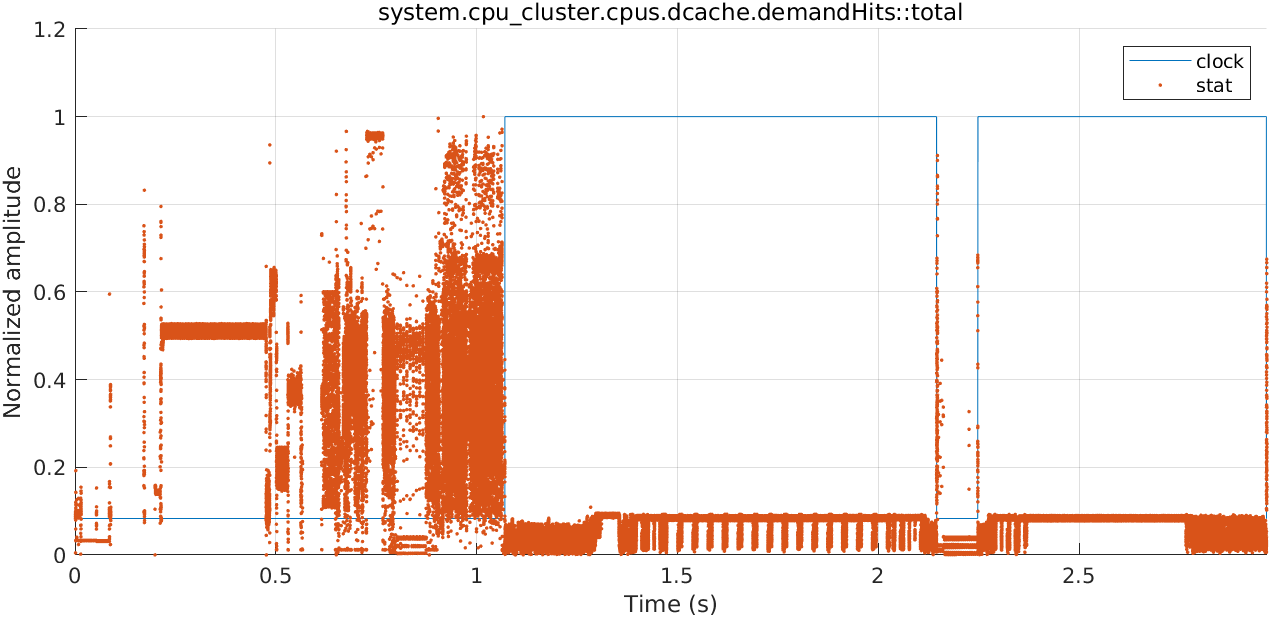 system.cpu_cluster.cpus.dcache.demandHits::total
1.2
1
0.8
0.6
0.4
0.2
0
Normalized amplitude
clock
stat
0 0.5 1 1.5 2 2.5
Time (s)